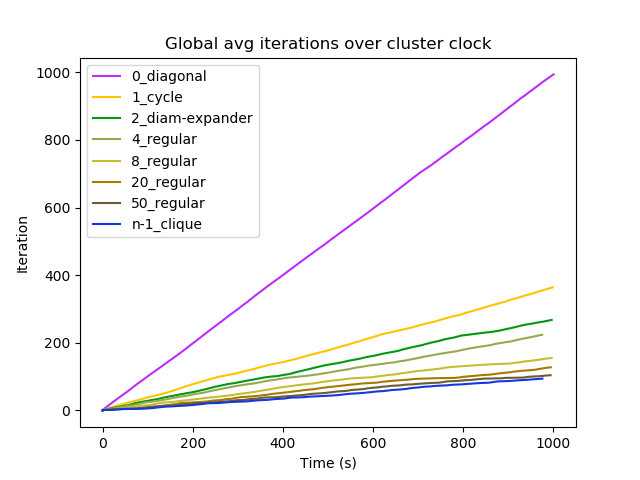 Global avg iterations over cluster clock
1000
800
600
400
200
0
Iteration
0_diagonal
1_cycle
2_diam-expander
4_regular
8_regular
20_regular
50_regular
n-1_clique
0 200 400 600 800 1000
Time (s)